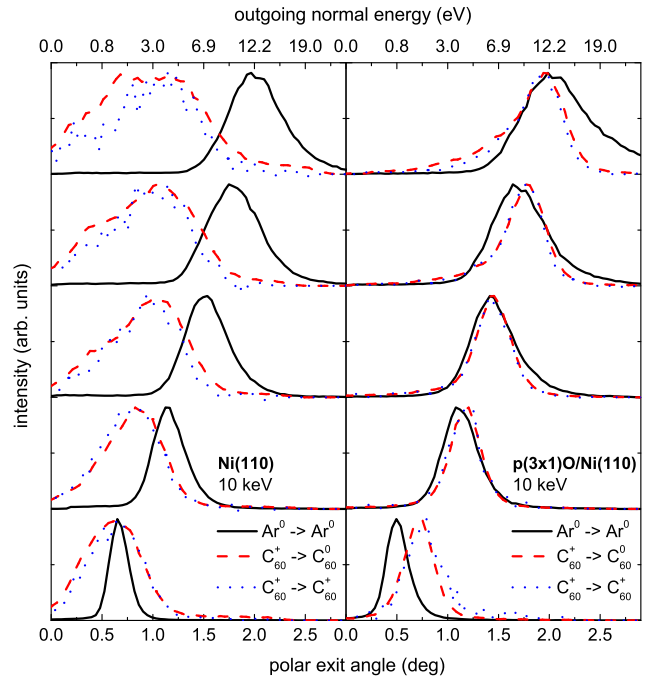 outgoing normal energy (eV)
0.0 0.8 3.0 6.9 12.2 19.0 0.0 0.8 3.0 6.9 12.2 19.0
intensity (arb. units)
Ni(110)
10 keV
p(3x1)O/Ni(110)
10 keV
Ar⁰ -> Ar⁰
C₆₀⁺ -> C₆₀⁰
C₆₀⁺ -> C₆₀⁺
Ar⁰ -> Ar⁰
C₆₀⁺ -> C₆₀⁰
C₆₀⁺ -> C₆₀⁺
0.0 0.5 1.0 1.5 2.0 2.5 0.0 0.5 1.0 1.5 2.0 2.5
polar exit angle (deg)